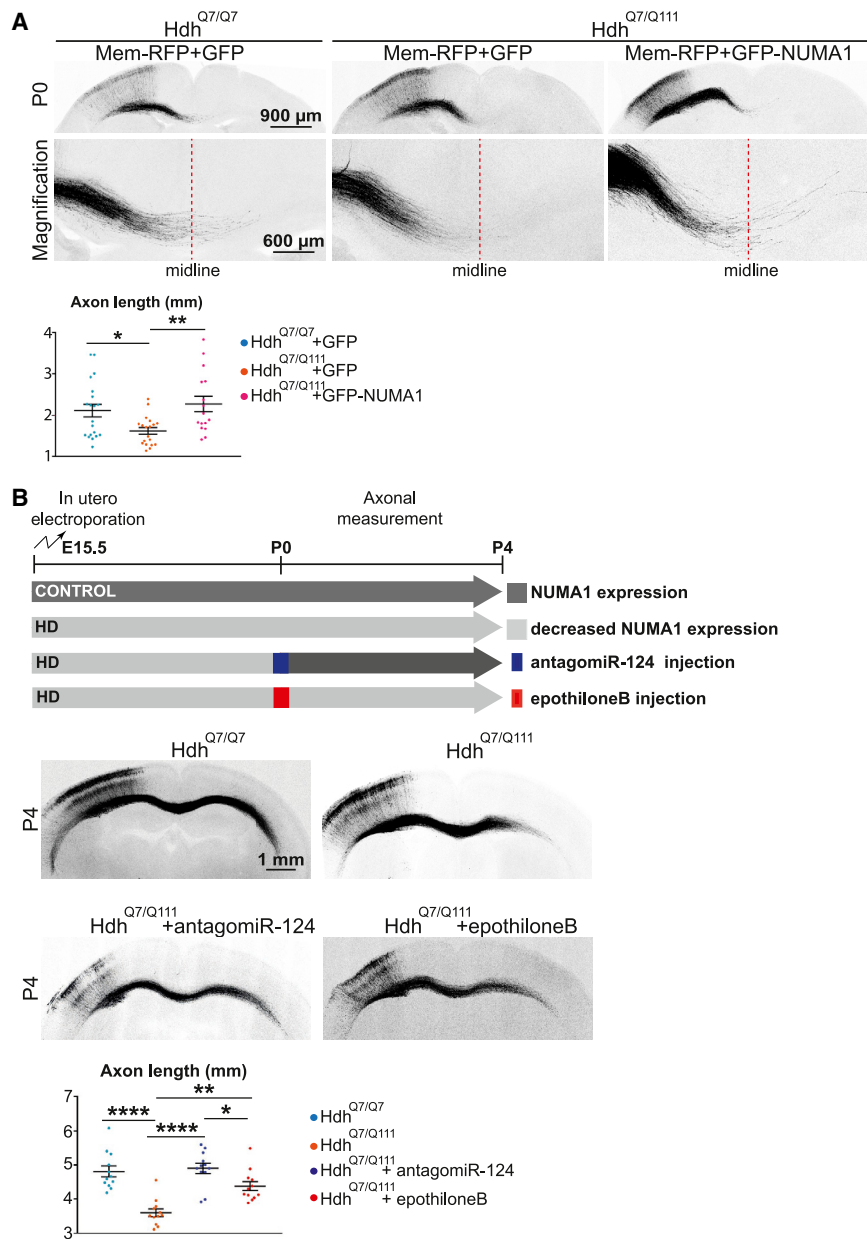 A
Hdh Q7/Q7
Hdh Q7/Q111
Mem-RFP+GFP
Mem-RFP+GFP
Mem-RFP+GFP-NUMA1
P0
900 µm
Magnification
600 µm
midline
midline
midline
Axon length (mm)
4
3
2
1
*
**
Hdh Q7/Q7 +GFP
Hdh Q7/Q111 +GFP
Hdh Q7/Q111 +GFP-NUMA1
B
In utero
electroporation
Axonal
measurement
E15.5
P0
P4
CONTROL
NUMA1 expression
HD
decreased NUMA1 expression
HD
antagomiR-124 injection
HD
epothiloneB injection
Hdh Q7/Q7
Hdh Q7/Q111
P4
1 mm
Hdh Q7/Q111 +antagomiR-124
Hdh Q7/Q111 +epothiloneB
P4
Axon length (mm)
7
6
5
4
3
**
****
****
*
Hdh Q7/Q7
Hdh Q7/Q111
Hdh Q7/Q111 + antagomiR-124
Hdh Q7/Q111 + epothiloneB